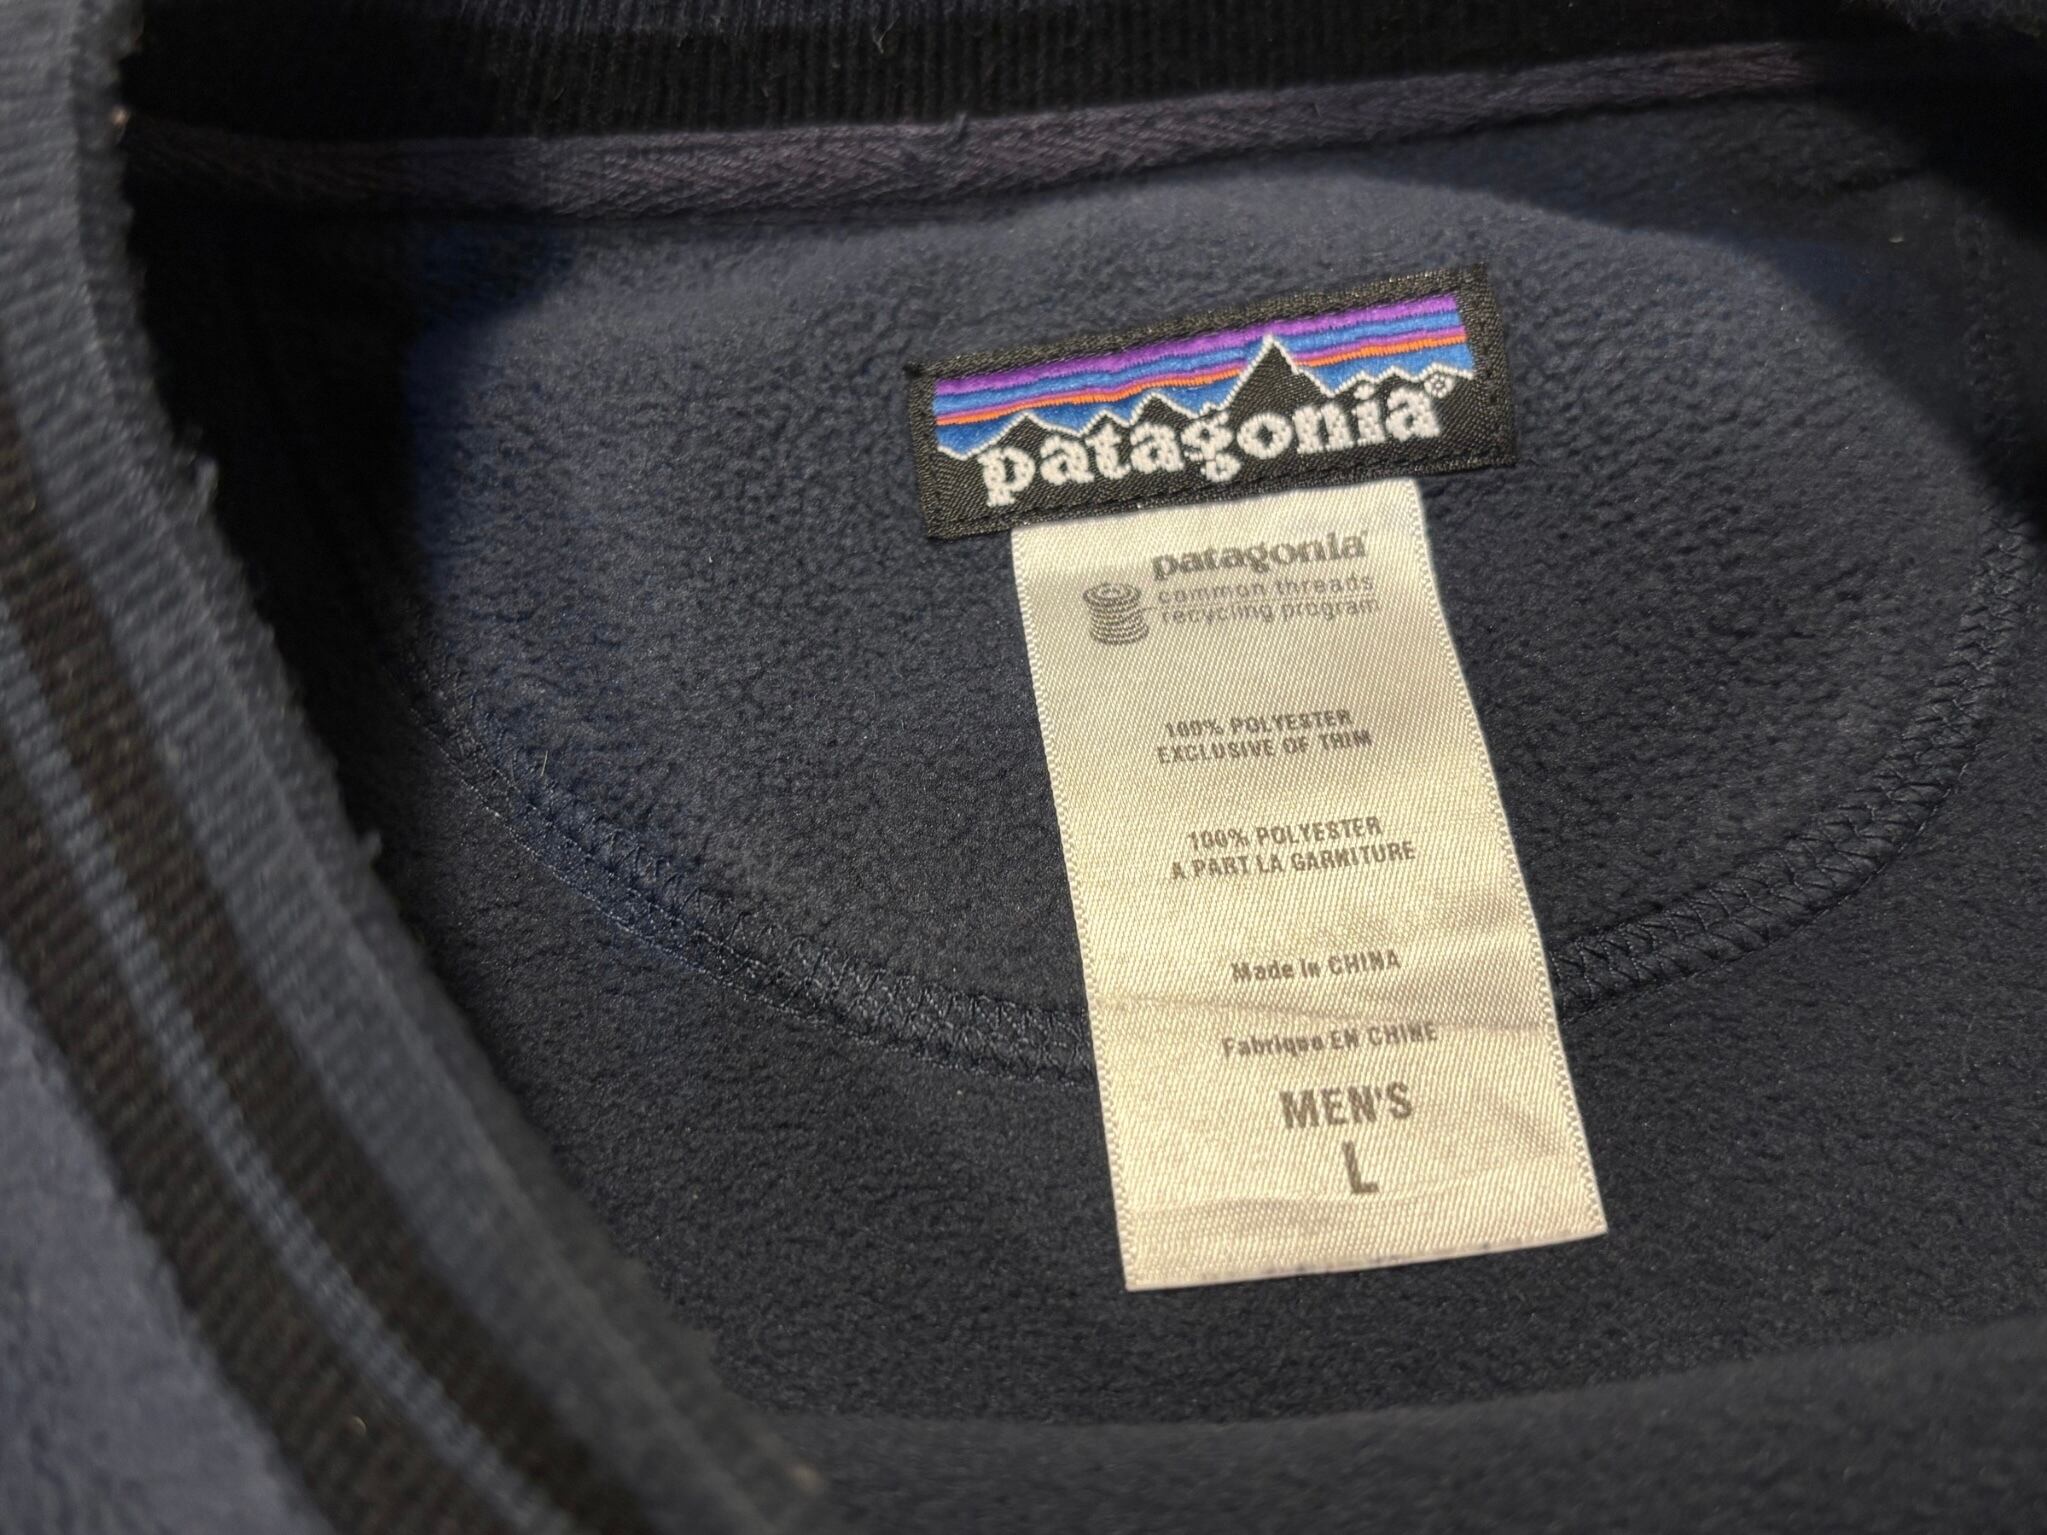 patagonia®
patagonia®
common threads
recycling program
100% POLYESTER
EXCLUSIVE OF TRIM
100% POLYESTER
A PART LA GARNITURE
Made in CHINA
Fabrique EN CHINE
MEN'S
L